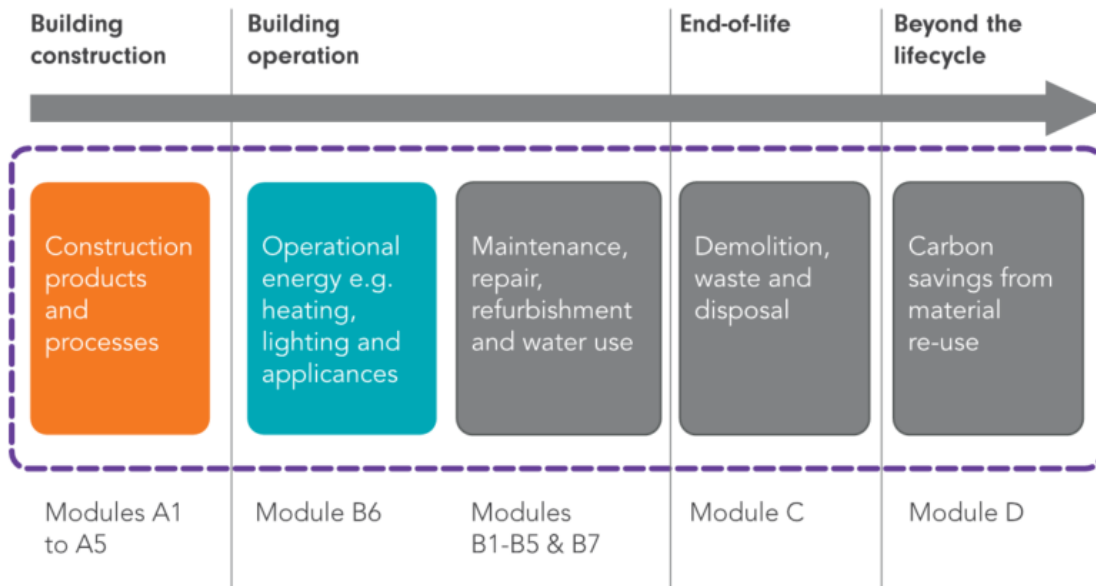 Building
construction
Building
operation
End-of-life
Beyond the
lifecycle
Construction
products
and
processes
Operational
energy e.g.
heating,
lighting and
applicances
Maintenance,
repair,
refurbishment
and water use
Demolition,
waste and
disposal
Carbon
savings from
material
re-use
Modules A1
to A5
Module B6
Modules
B1-B5 & B7
Module C
Module D